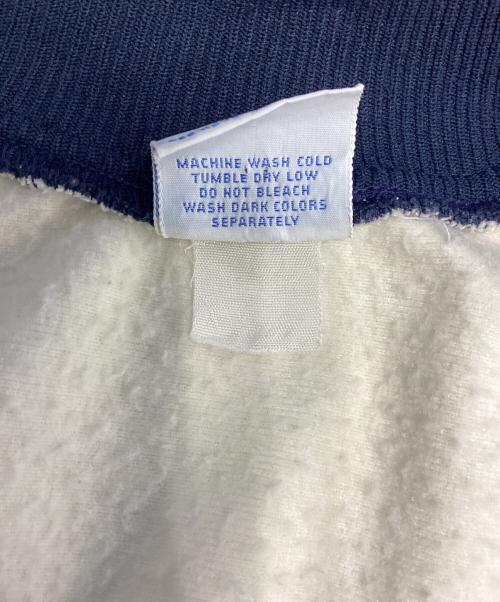 MACHINE WASH COLD
TUMBLE DRY LOW
DO NOT BLEACH
WASH DARK COLORS
SEPARATELY